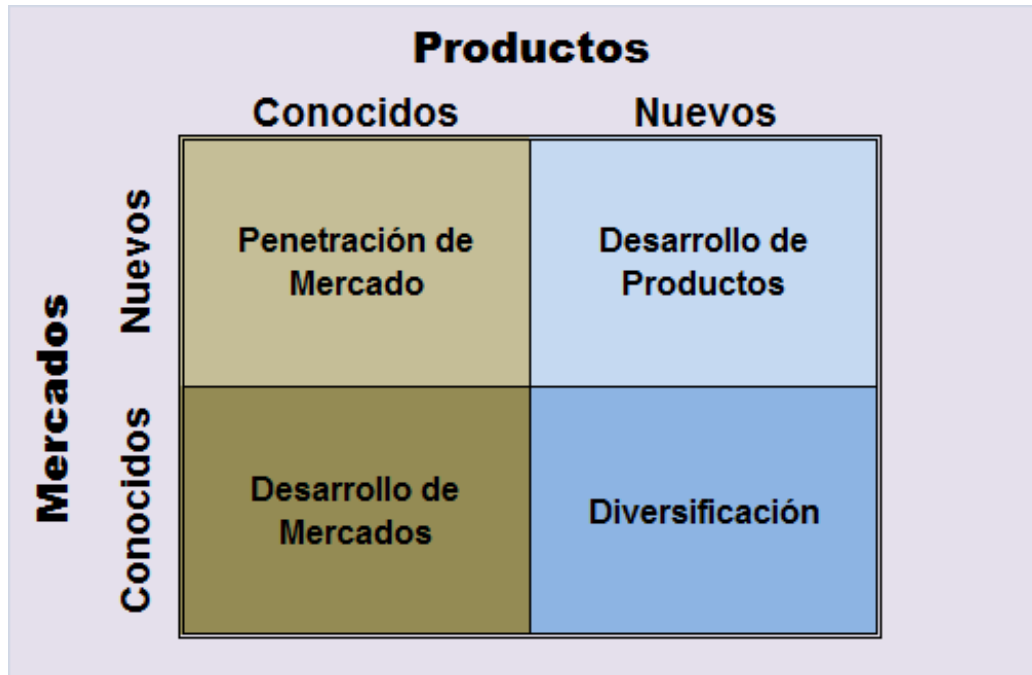 Productos
Conocidos Nuevos
Mercados
Nuevos
Penetración de
Mercado
Desarrollo de
Productos
Conocidos
Desarrollo de
Mercados
Diversificación